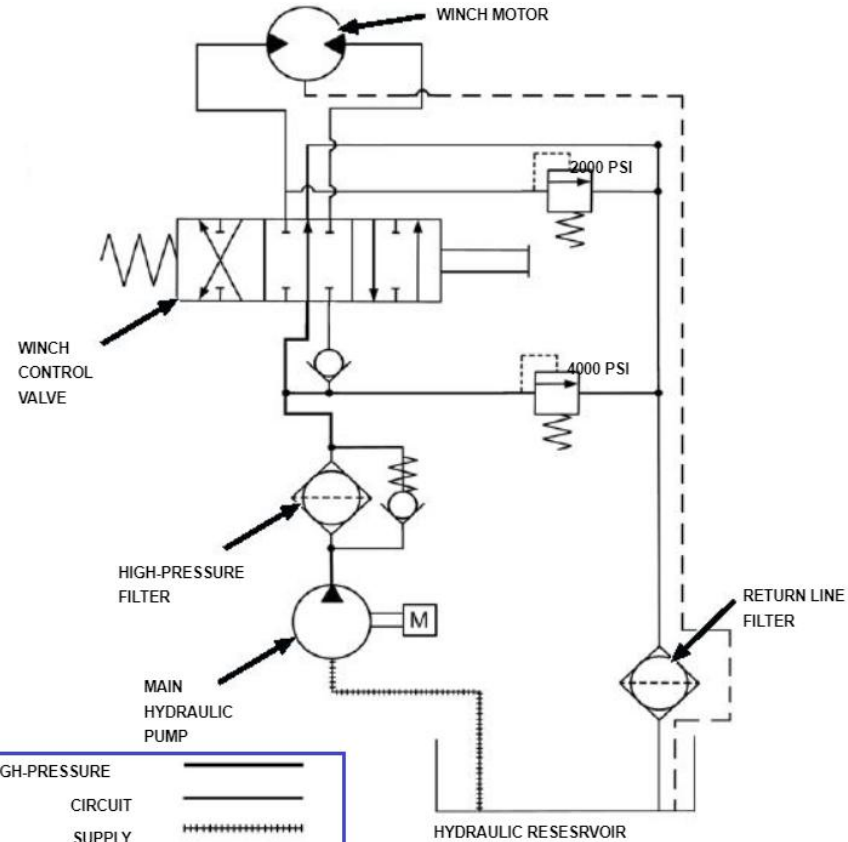 WINCH MOTOR
2000 PSI
WINCH
CONTROL
VALVE
4000 PSI
HIGH-PRESSURE
FILTER
M
RETURN LINE
FILTER
MAIN
HYDRAULIC
PUMP
GH-PRESSURE
CIRCUIT
SUPPLY
HYDRAULIC RESESRVOIR